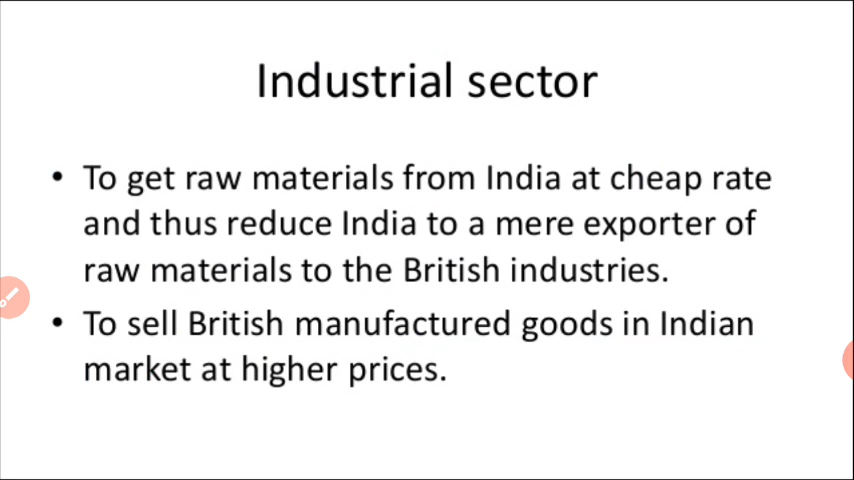 Industrial sector
• To get raw materials from India at cheap rate
and thus reduce India to a mere exporter of
raw materials to the British industries.
• To sell British manufactured goods in Indian
market at higher prices.